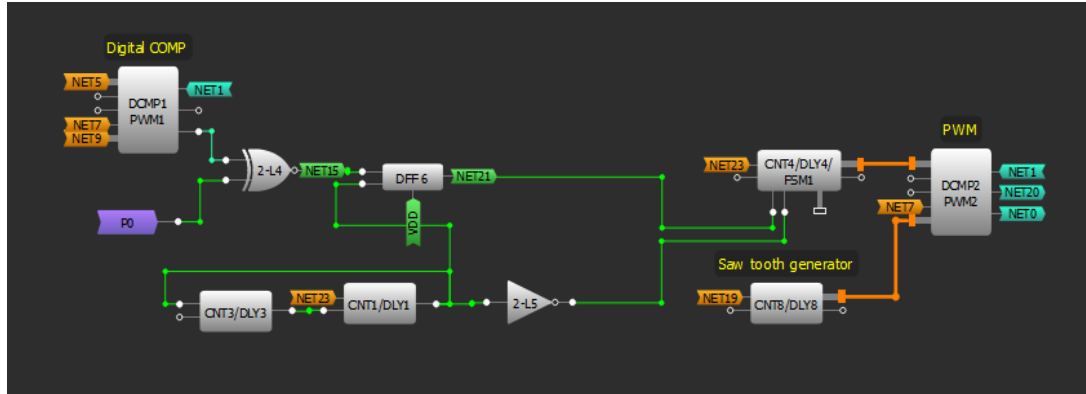 Digital COMP
NET5
NET1
DCMP1
PWM1
NET7
NET9
2-L4
NET15
DFF 6
NET21
VDD
P0
CNT3/DLY3
NET23
CNT1/DLY1
2-L5
NET23
CNT4/DLY4/
FSM1
PWM
NET1
DCMP2
PWM2
NET20
NET7
NET0
Saw tooth generator
NET19
CNT8/DLY8